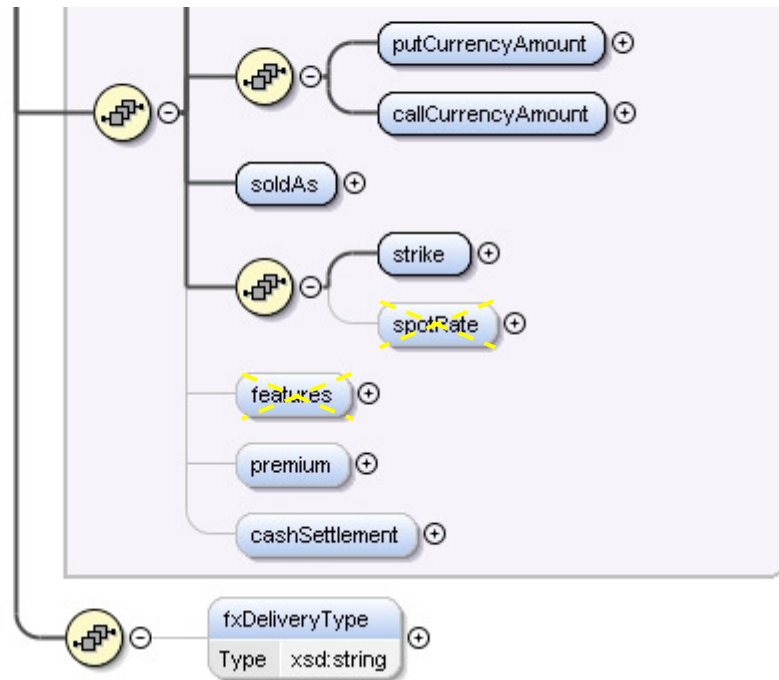 putCurrencyAmount
callCurrencyAmount
soldAs
strike
spotRate
features
premium
cashSettlement
fxDeliveryType
Type xsd:string